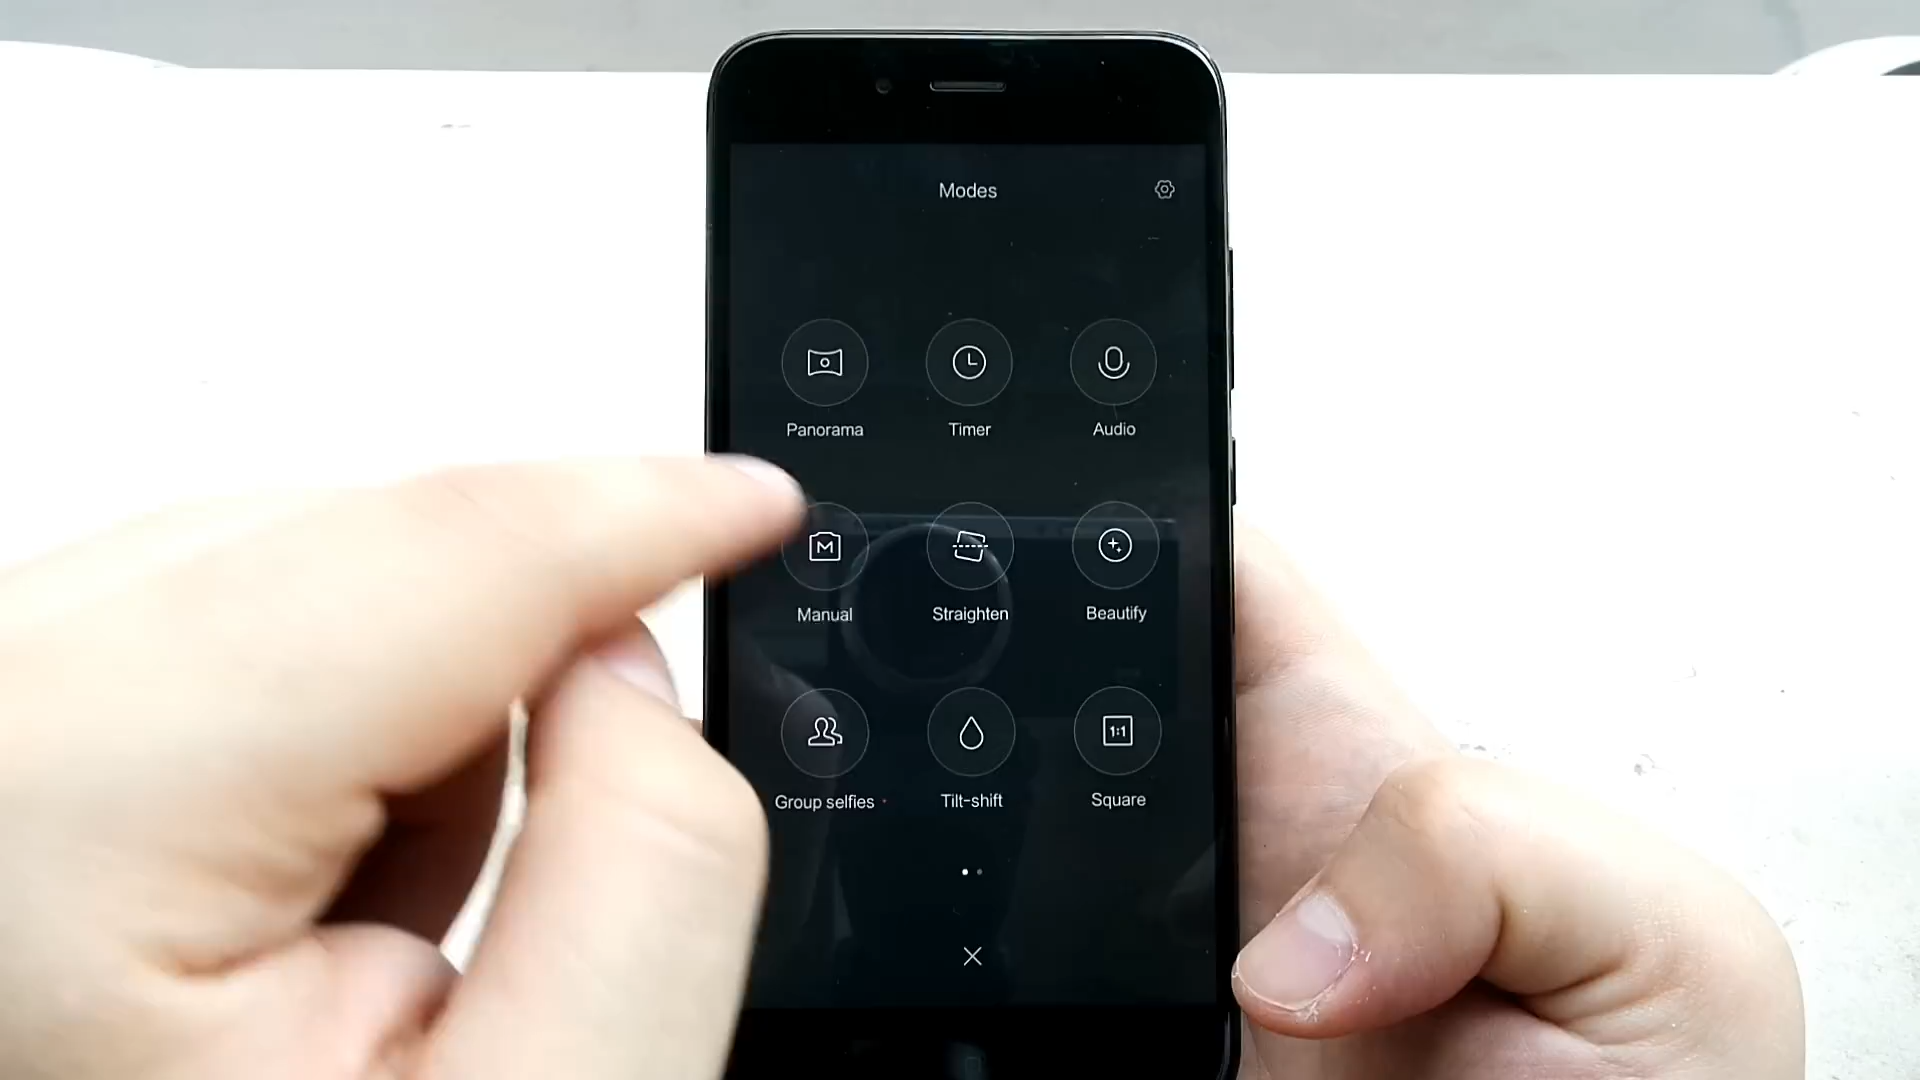 Modes
Panorama
Timer
Audio
M
Manual
Straighten
Beautify
1:1
Group selfies
Tilt-shift
Square